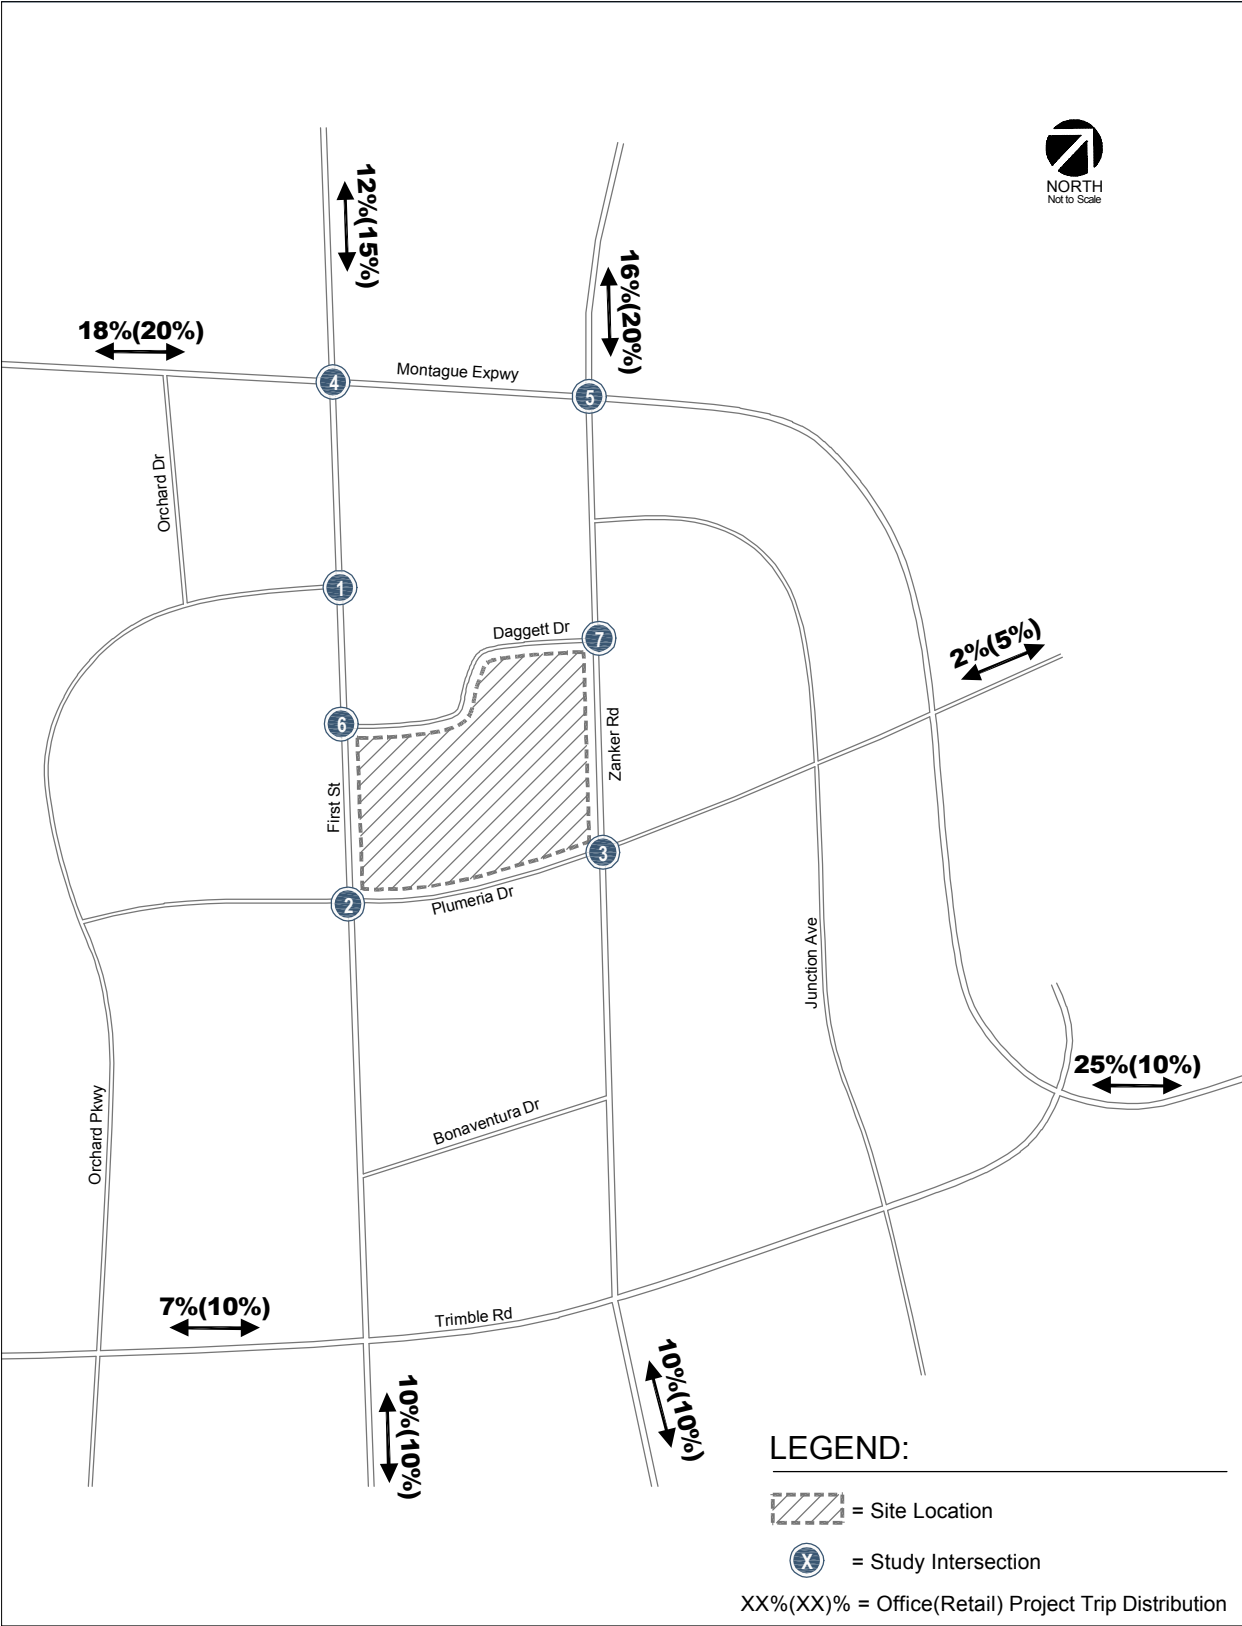 NORTH
Not to Scale
12%(15%)
16%(20%)
18%(20%)
Montague Expwy
4
5
Orchard Dr
1
Daggett Dr
7
2%(5%)
6
Zanker Rd
First St
3
2
Plumeria Dr
Junction Ave
25%(10%)
Orchard Pkwy
Bonaventura Dr
7%(10%)
Trimble Rd
10%(10%)
10%(10%)
LEGEND:
= Site Location
X = Study Intersection
XX%(XX)% = Office(Retail) Project Trip Distribution